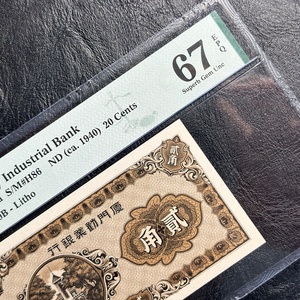 67
EPQ
Superb Gem Unc
Industrial Bank
S/M#H86 ND (ca. 1940) 20 Cents
- Litho
貳角
行銀業勸門廈
貳
角